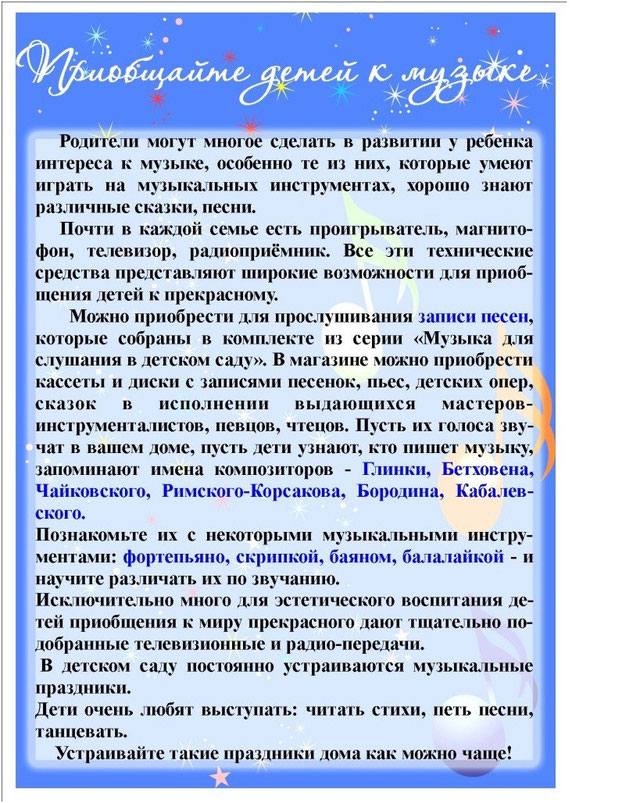 Приобщайте детей к музыке
Родители могут многое сделать в развитии у ребенка
интереса к музыке, особенно те из них, которые умеют
играть на музыкальных инструментах, хорошо знают
различные сказки, песни.
Почти в каждой семье есть проигрыватель, магнито-
фон, телевизор, радиоприёмник. Все эти технические
средства представляют широкие возможности для приоб-
щения детей к прекрасному.
Можно приобрести для прослушивания записи песен,
которые собраны в комплекте из серии «Музыка для
слушания в детском саду». В магазине можно приобрести
кассеты и диски с записями песенок, пьес, детских опер,
сказок в исполнении выдающихся мастеров-
инструменталистов, певцов, чтецов. Пусть их голоса зву-
чат в вашем доме, пусть дети узнают, кто пишет музыку,
запоминают имена композиторов - Глинки, Бетховена,
Чайковского, Римского-Корсакова, Бородина, Кабалев-
ского.
Познакомьте их с некоторыми музыкальными инстру-
ментами: фортепьяно, скрипкой, баяном, балалайкой - и
научите различать их по звучанию.
Исключительно много для эстетического воспитания де-
тей приобщения к миру прекрасного дают тщательно по-
добранные телевизионные и радио-передачи.
В детском саду постоянно устраиваются музыкальные
праздники.
Дети очень любят выступать: читать стихи, петь песни,
танцевать.
Устраивайте такие праздники дома как можно чаще!